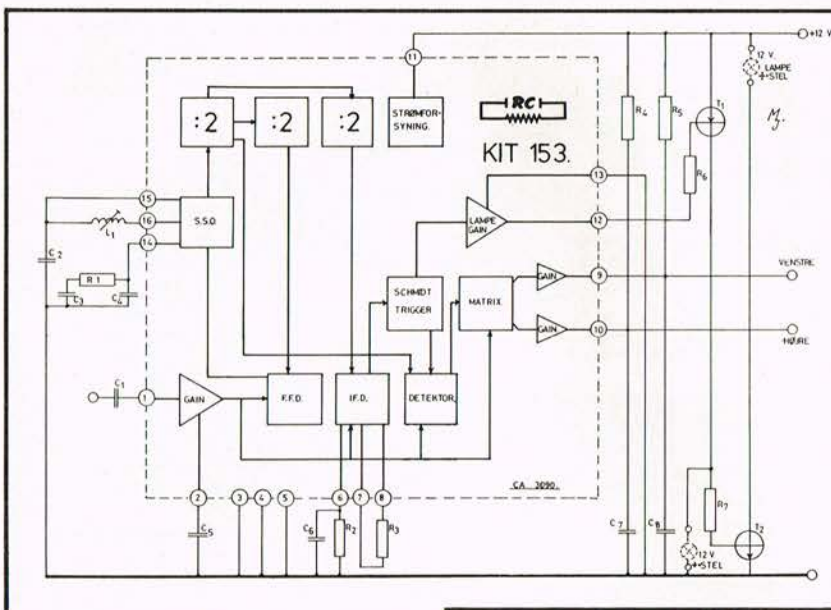 +12 V
12 V.
LAMPE
STEL
11
:2
:2
:2
STRØMFOR-
SYNING.
RC
KIT 153.
R4
R5
T1
R6
13
15
16
14
S.S.O.
L1
C2
R1
C3
C4
LAMPE
GAIN
12
VENSTRE
9
GAIN
SCHMIDT
TRIGGER
MATRIX
GAIN
10
HØJRE
C1
1
GAIN
F.F.D.
I.F.D.
DETEKTOR.
CA 3090.
2
3
4
5
6
7
8
C5
C6
R2
R3
C7
C8
R7
T2
12 V
STEL